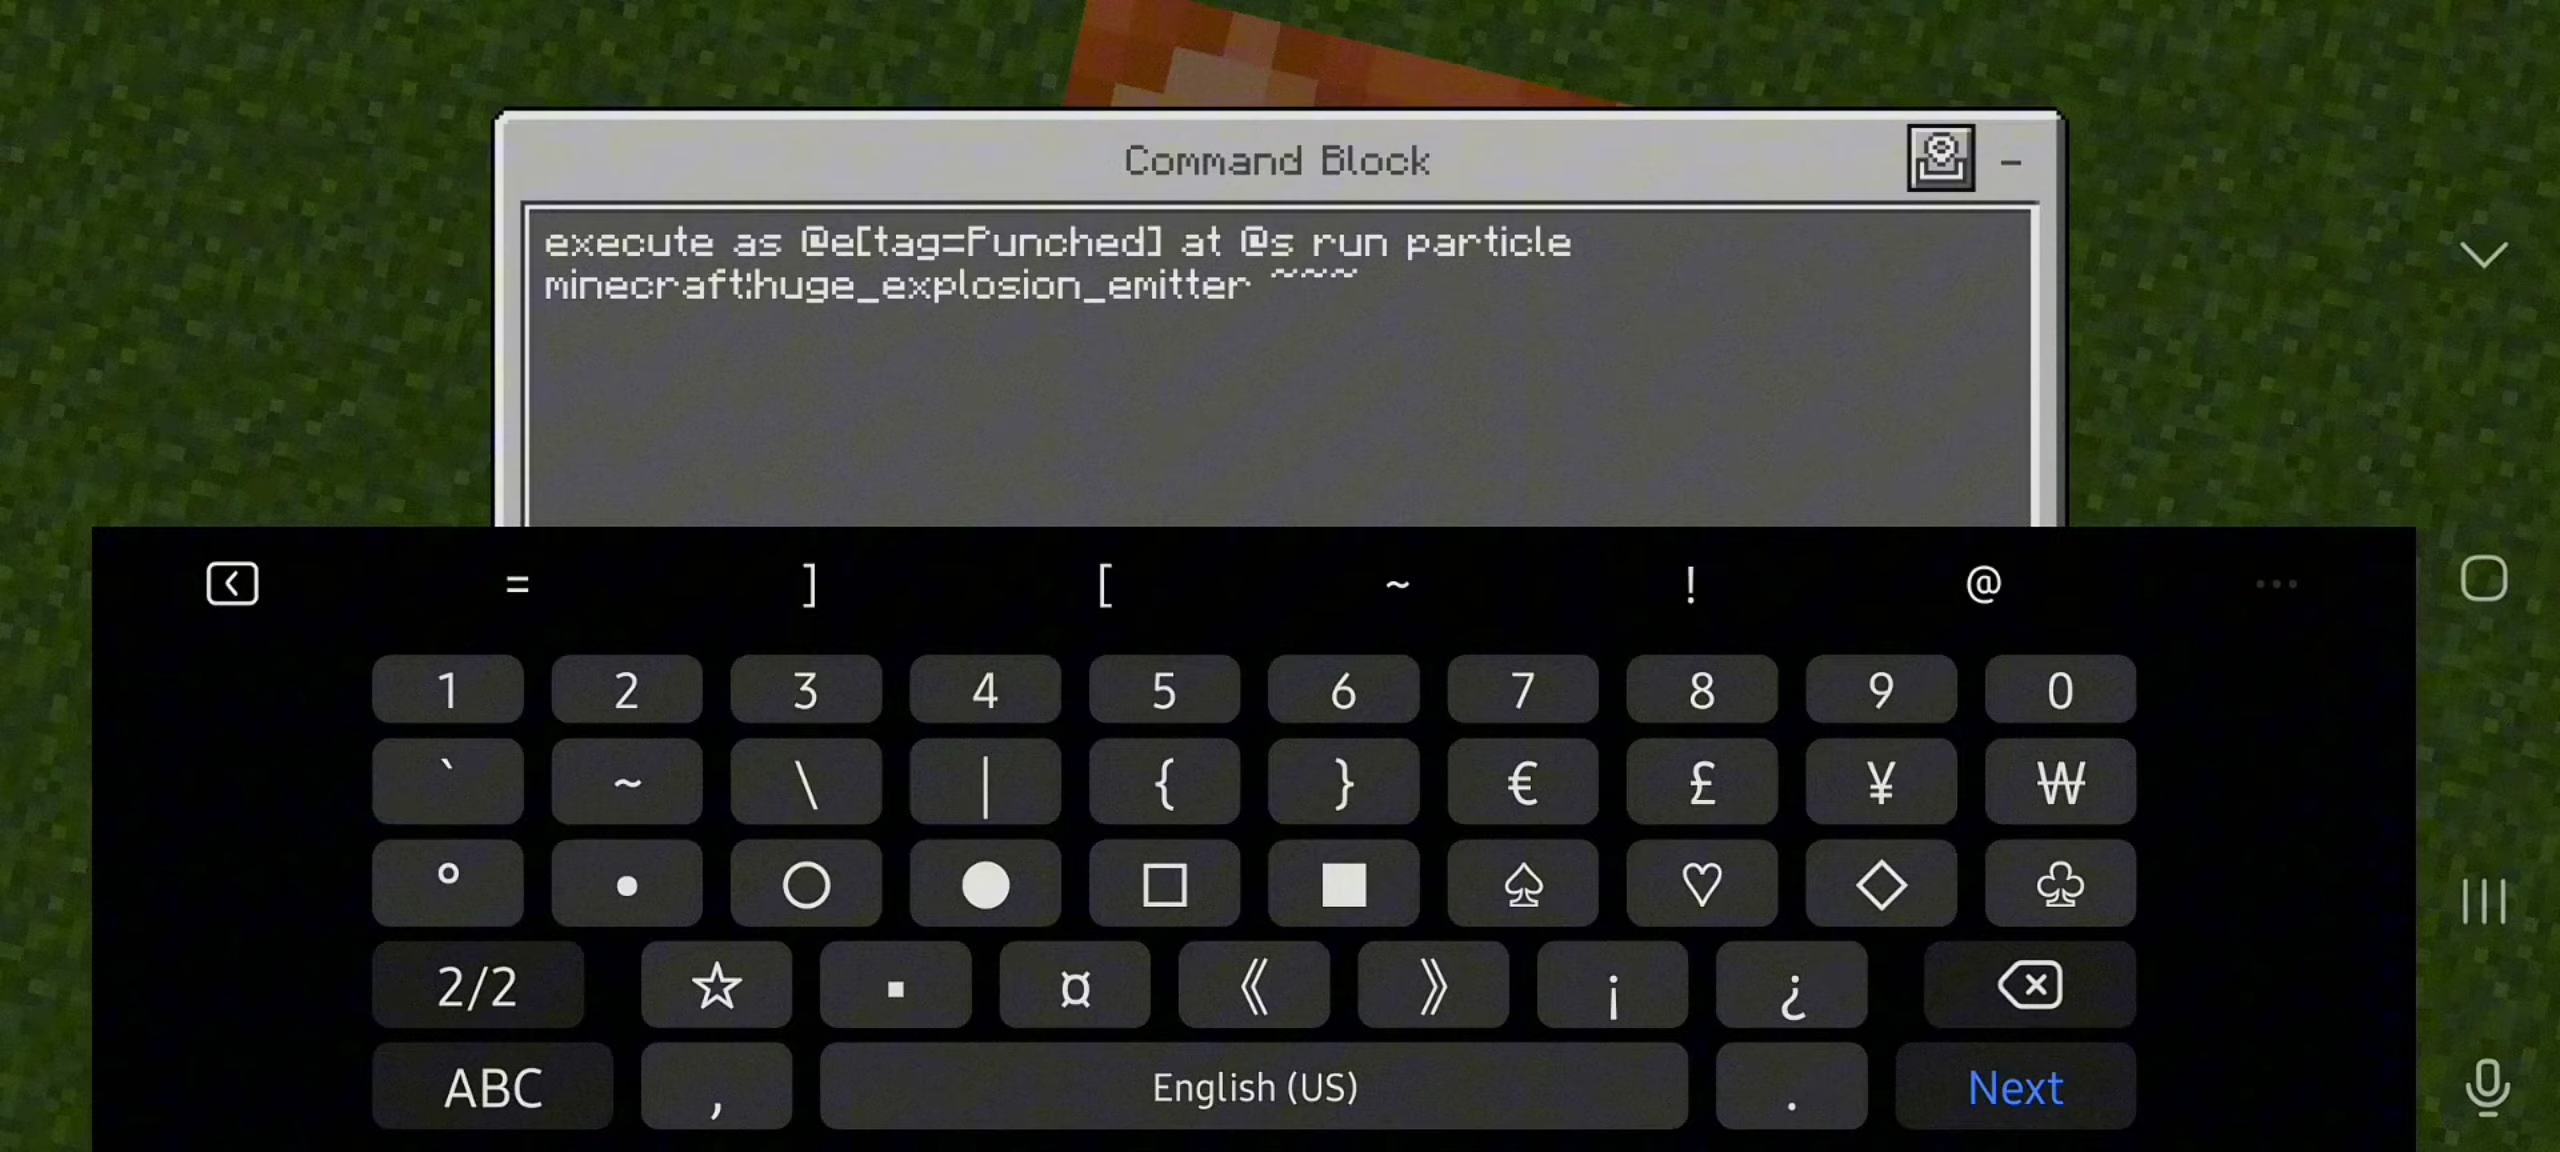 Command Block
execute as @e[tag=Punched] at @s run particle
minecraft:huge_explosion_emitter ~~~
= ] [ ~ ! @ ...
1 2 3 4 5 6 7 8 9 0
` ~ \ | { } € £ ¥ ₩
° • ○ ● □ ■ ♤ ♡ ◇ ♧
2/2 ☆ ▪ ¤ 《 》 ¡ ¿
ABC , English (US) . Next